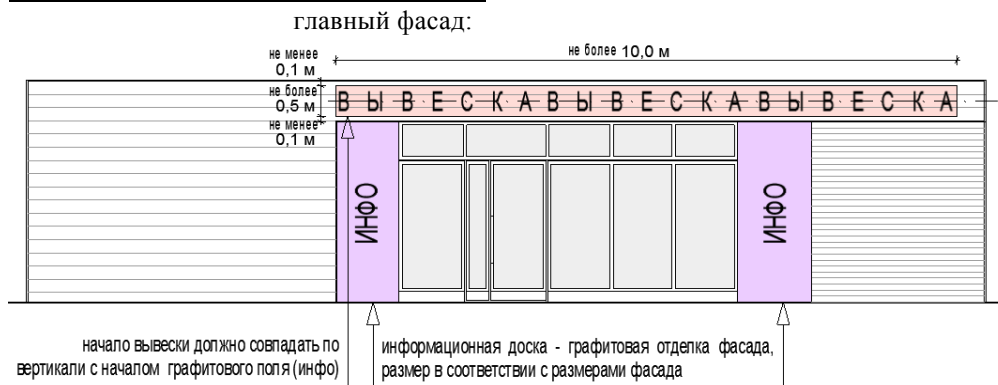 главный фасад:
не менее
0,1 м
не более 10,0 м
не более
0,5 м
ВЫВЕСКАВЫВЕСКАВЫВЕСКА
не менее
0,1 м
ИНФО
ИНФО
начало вывески должно совпадать по
вертикали с началом графитового поля (инфо)
информационная доска - графитовая отделка фасада,
размер в соответствии с размерами фасада